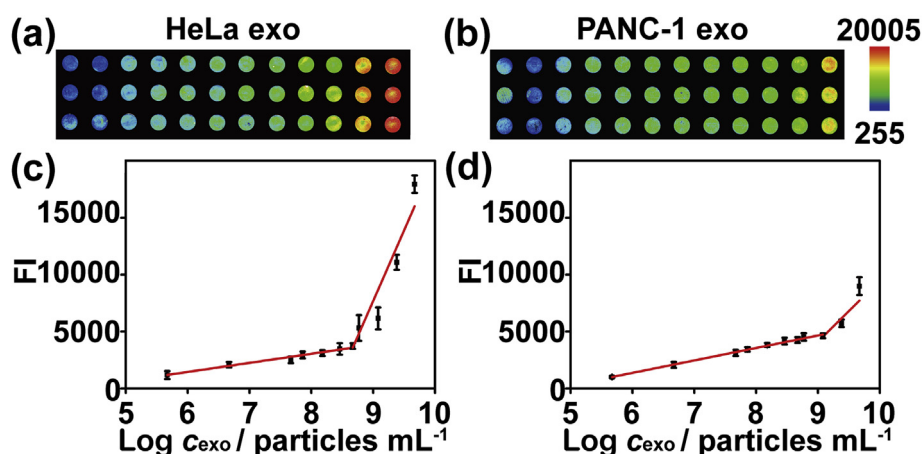 (a) HeLa exo
(b) PANC-1 exo
20005
255
(c)
FI
15000
10000
5000
0
5 6 7 8 9 10
Log cexo / particles mL-1
(d)
FI
15000
10000
5000
0
5 6 7 8 9 10
Log cexo / particles mL-1